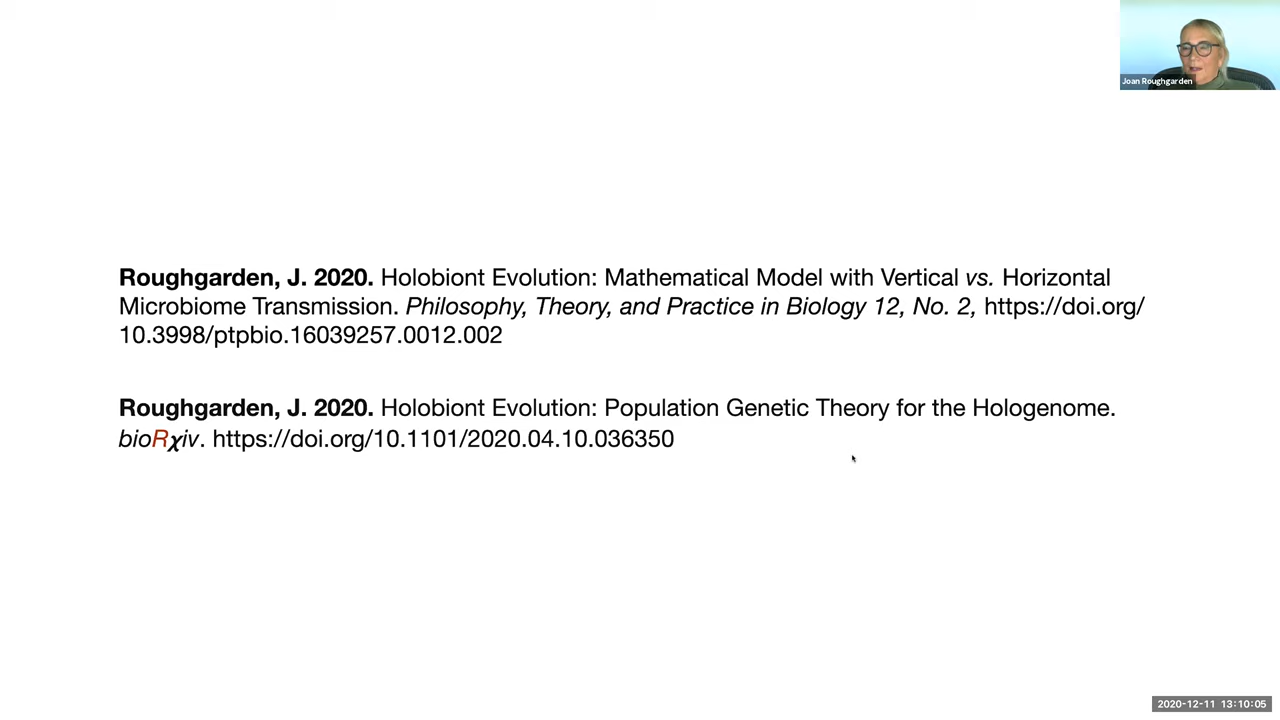 Joan Roughgarden
Roughgarden, J. 2020. Holobiont Evolution: Mathematical Model with Vertical vs. Horizontal
Microbiome Transmission. Philosophy, Theory, and Practice in Biology 12, No. 2, https://doi.org/
10.3998/ptpbio.16039257.0012.002
Roughgarden, J. 2020. Holobiont Evolution: Population Genetic Theory for the Hologenome.
bioRχiv. https://doi.org/10.1101/2020.04.10.036350
2020-12-11 13:10:05